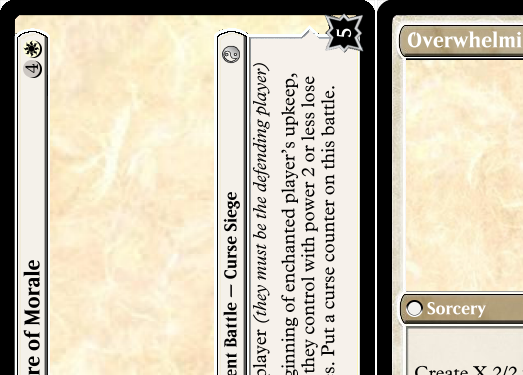 re of Morale 4
ent Battle – Curse Siege
player (they must be the defending player)
ginning of enchanted player's upkeep,
they control with power 2 or less lose
s. Put a curse counter on this battle.
5
Overwhelmi
Sorcery
Create X 2/2